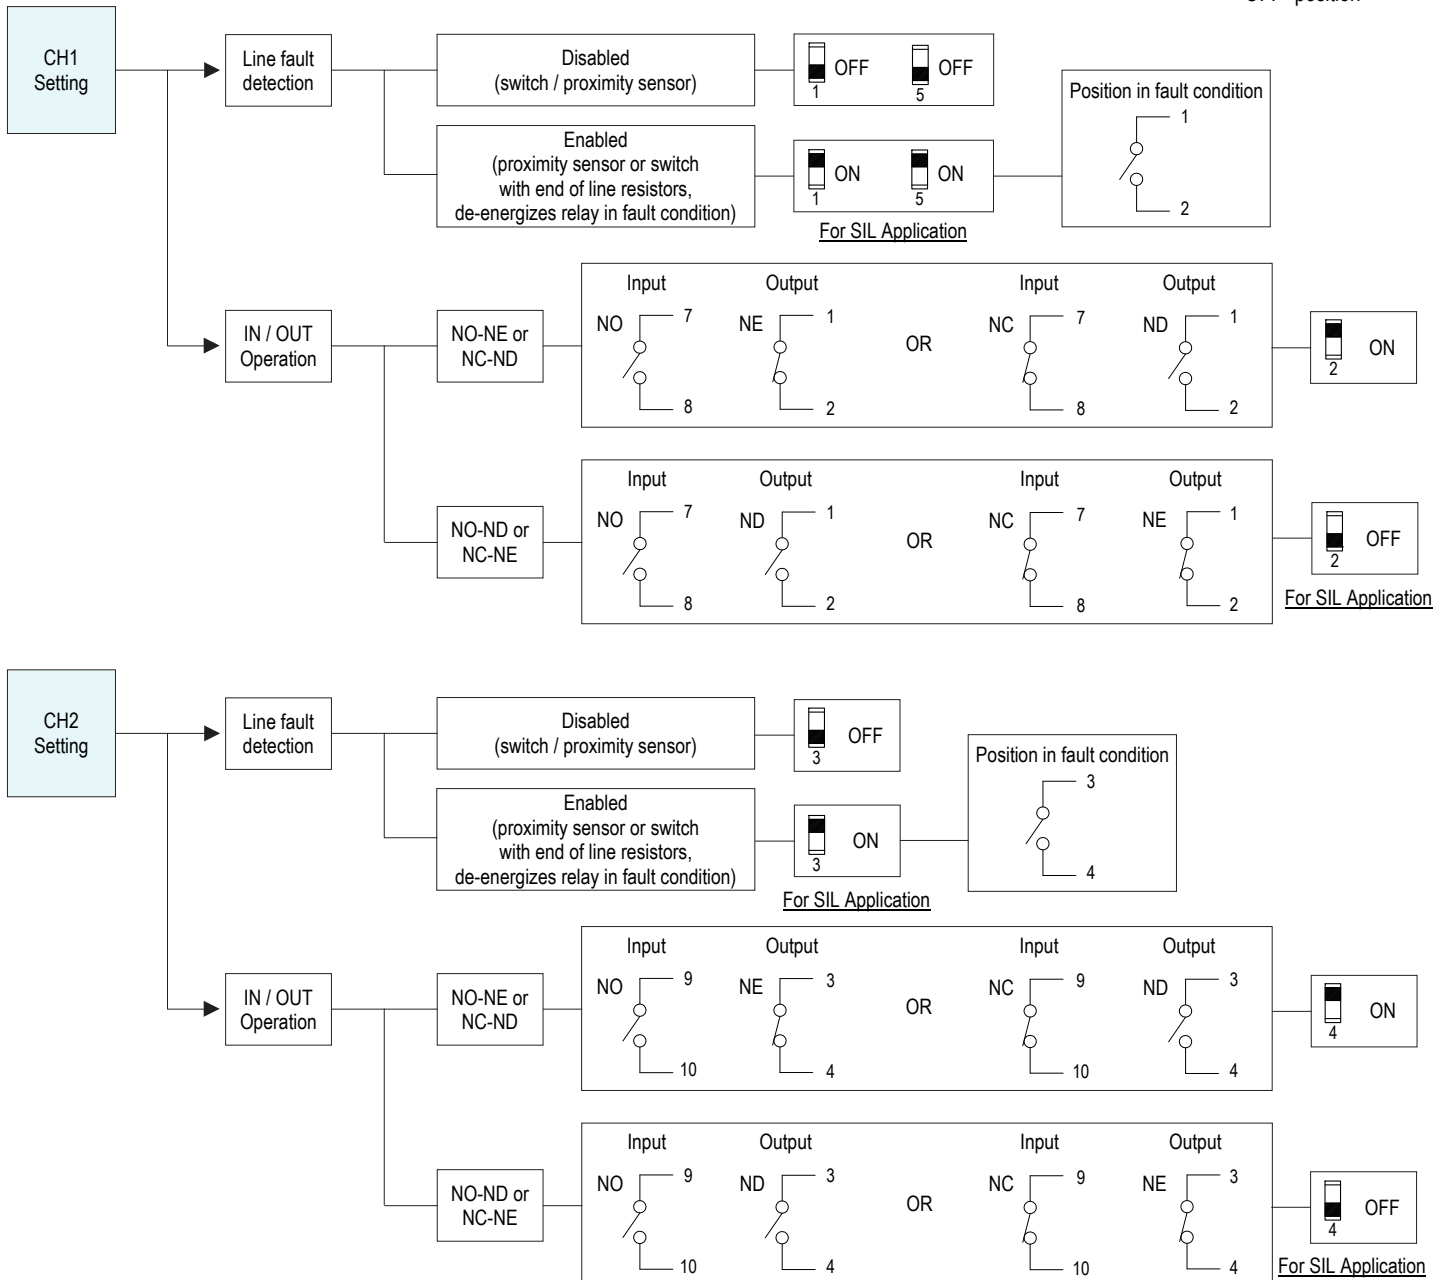 CH1
Setting
Line fault
detection
Disabled
(switch / proximity sensor)
OFF
1
OFF
5
Enabled
(proximity sensor or switch
with end of line resistors,
de-energizes relay in fault condition)
ON
1
ON
5
For SIL Application
Position in fault condition
1
2
IN / OUT
Operation
NO-NE or
NC-ND
Input
NO
7
8
Output
NE
1
2
OR
Input
NC
7
8
Output
ND
1
2
2
ON
NO-ND or
NC-NE
Input
NO
7
8
Output
ND
1
2
OR
Input
NC
7
8
Output
NE
1
2
2
OFF
For SIL Application
CH2
Setting
Line fault
detection
Disabled
(switch / proximity sensor)
3
OFF
Enabled
(proximity sensor or switch
with end of line resistors,
de-energizes relay in fault condition)
3
ON
For SIL Application
Position in fault condition
3
4
IN / OUT
Operation
NO-NE or
NC-ND
Input
NO
9
10
Output
NE
3
4
OR
Input
NC
9
10
Output
ND
3
4
4
ON
NO-ND or
NC-NE
Input
NO
9
10
Output
ND
3
4
OR
Input
NC
9
10
Output
NE
3
4
4
OFF
For SIL Application